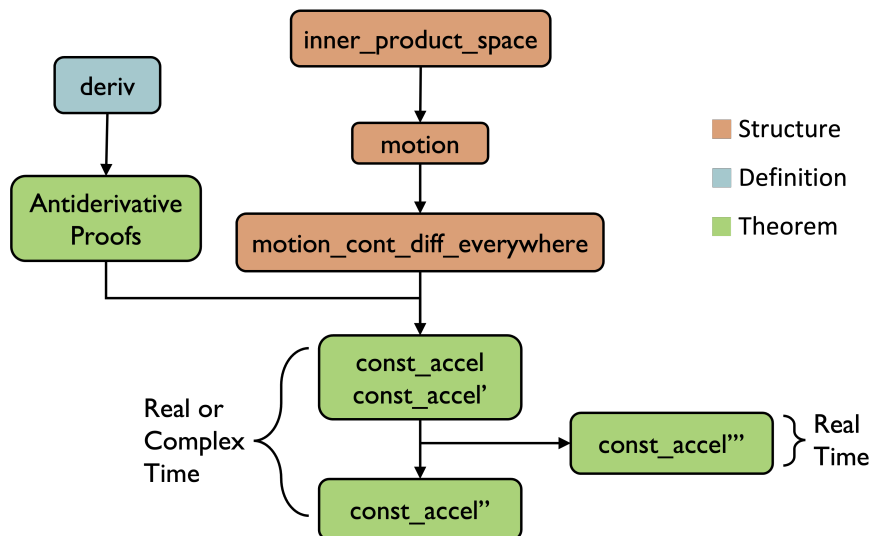 inner_product_space
deriv
motion
Structure
Definition
Theorem
Antiderivative
Proofs
motion_cont_diff_everywhere
const_accel
const_accel’
Real or
Complex
Time
const_accel’’’
Real
Time
const_accel’’